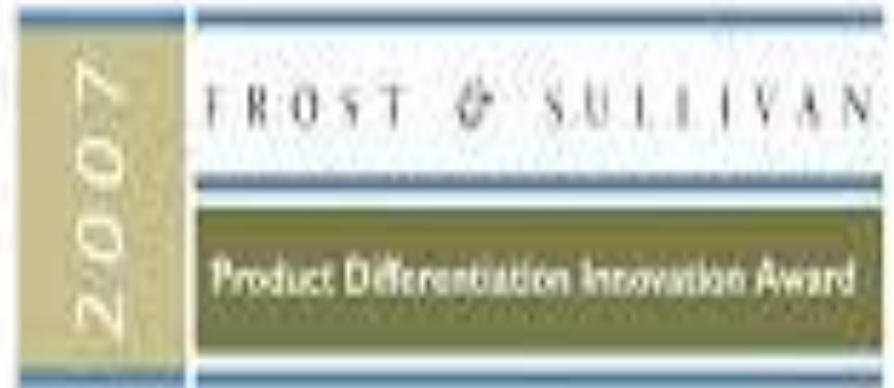 2007
FROST & SULLIVAN
Product Differentiation Innovation Award